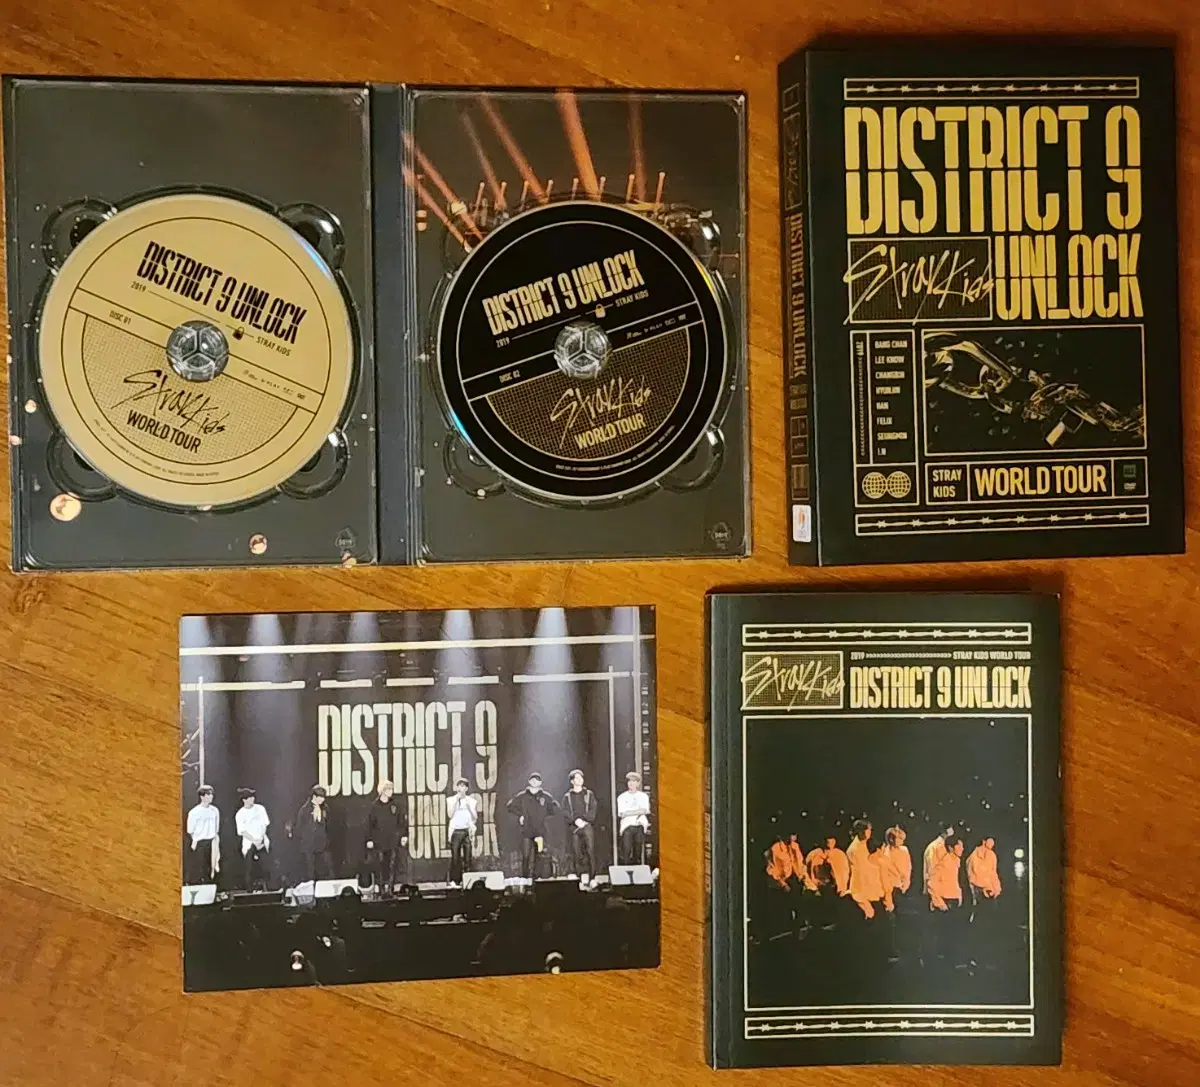 DISTRICT 9 UNLOCK
2019
STRAY KIDS
DISC 01
Stray Kids
WORLD TOUR
DISTRICT 9 UNLOCK
2019
STRAY KIDS
DISC 02
Stray Kids
WORLD TOUR
DISTRICT 9 UNLOCK
DISTRICT 9
Stray Kids UNLOCK
2019
BANG CHAN
LEE KNOW
CHANGBIN
HYUNJIN
HAN
FELIX
SEUNGMIN
I.N
STRAY
KIDS
WORLD TOUR
DVD
DISTRICT 9
UNLOCK
2019 STRAY KIDS WORLD TOUR
Stray Kids DISTRICT 9 UNLOCK